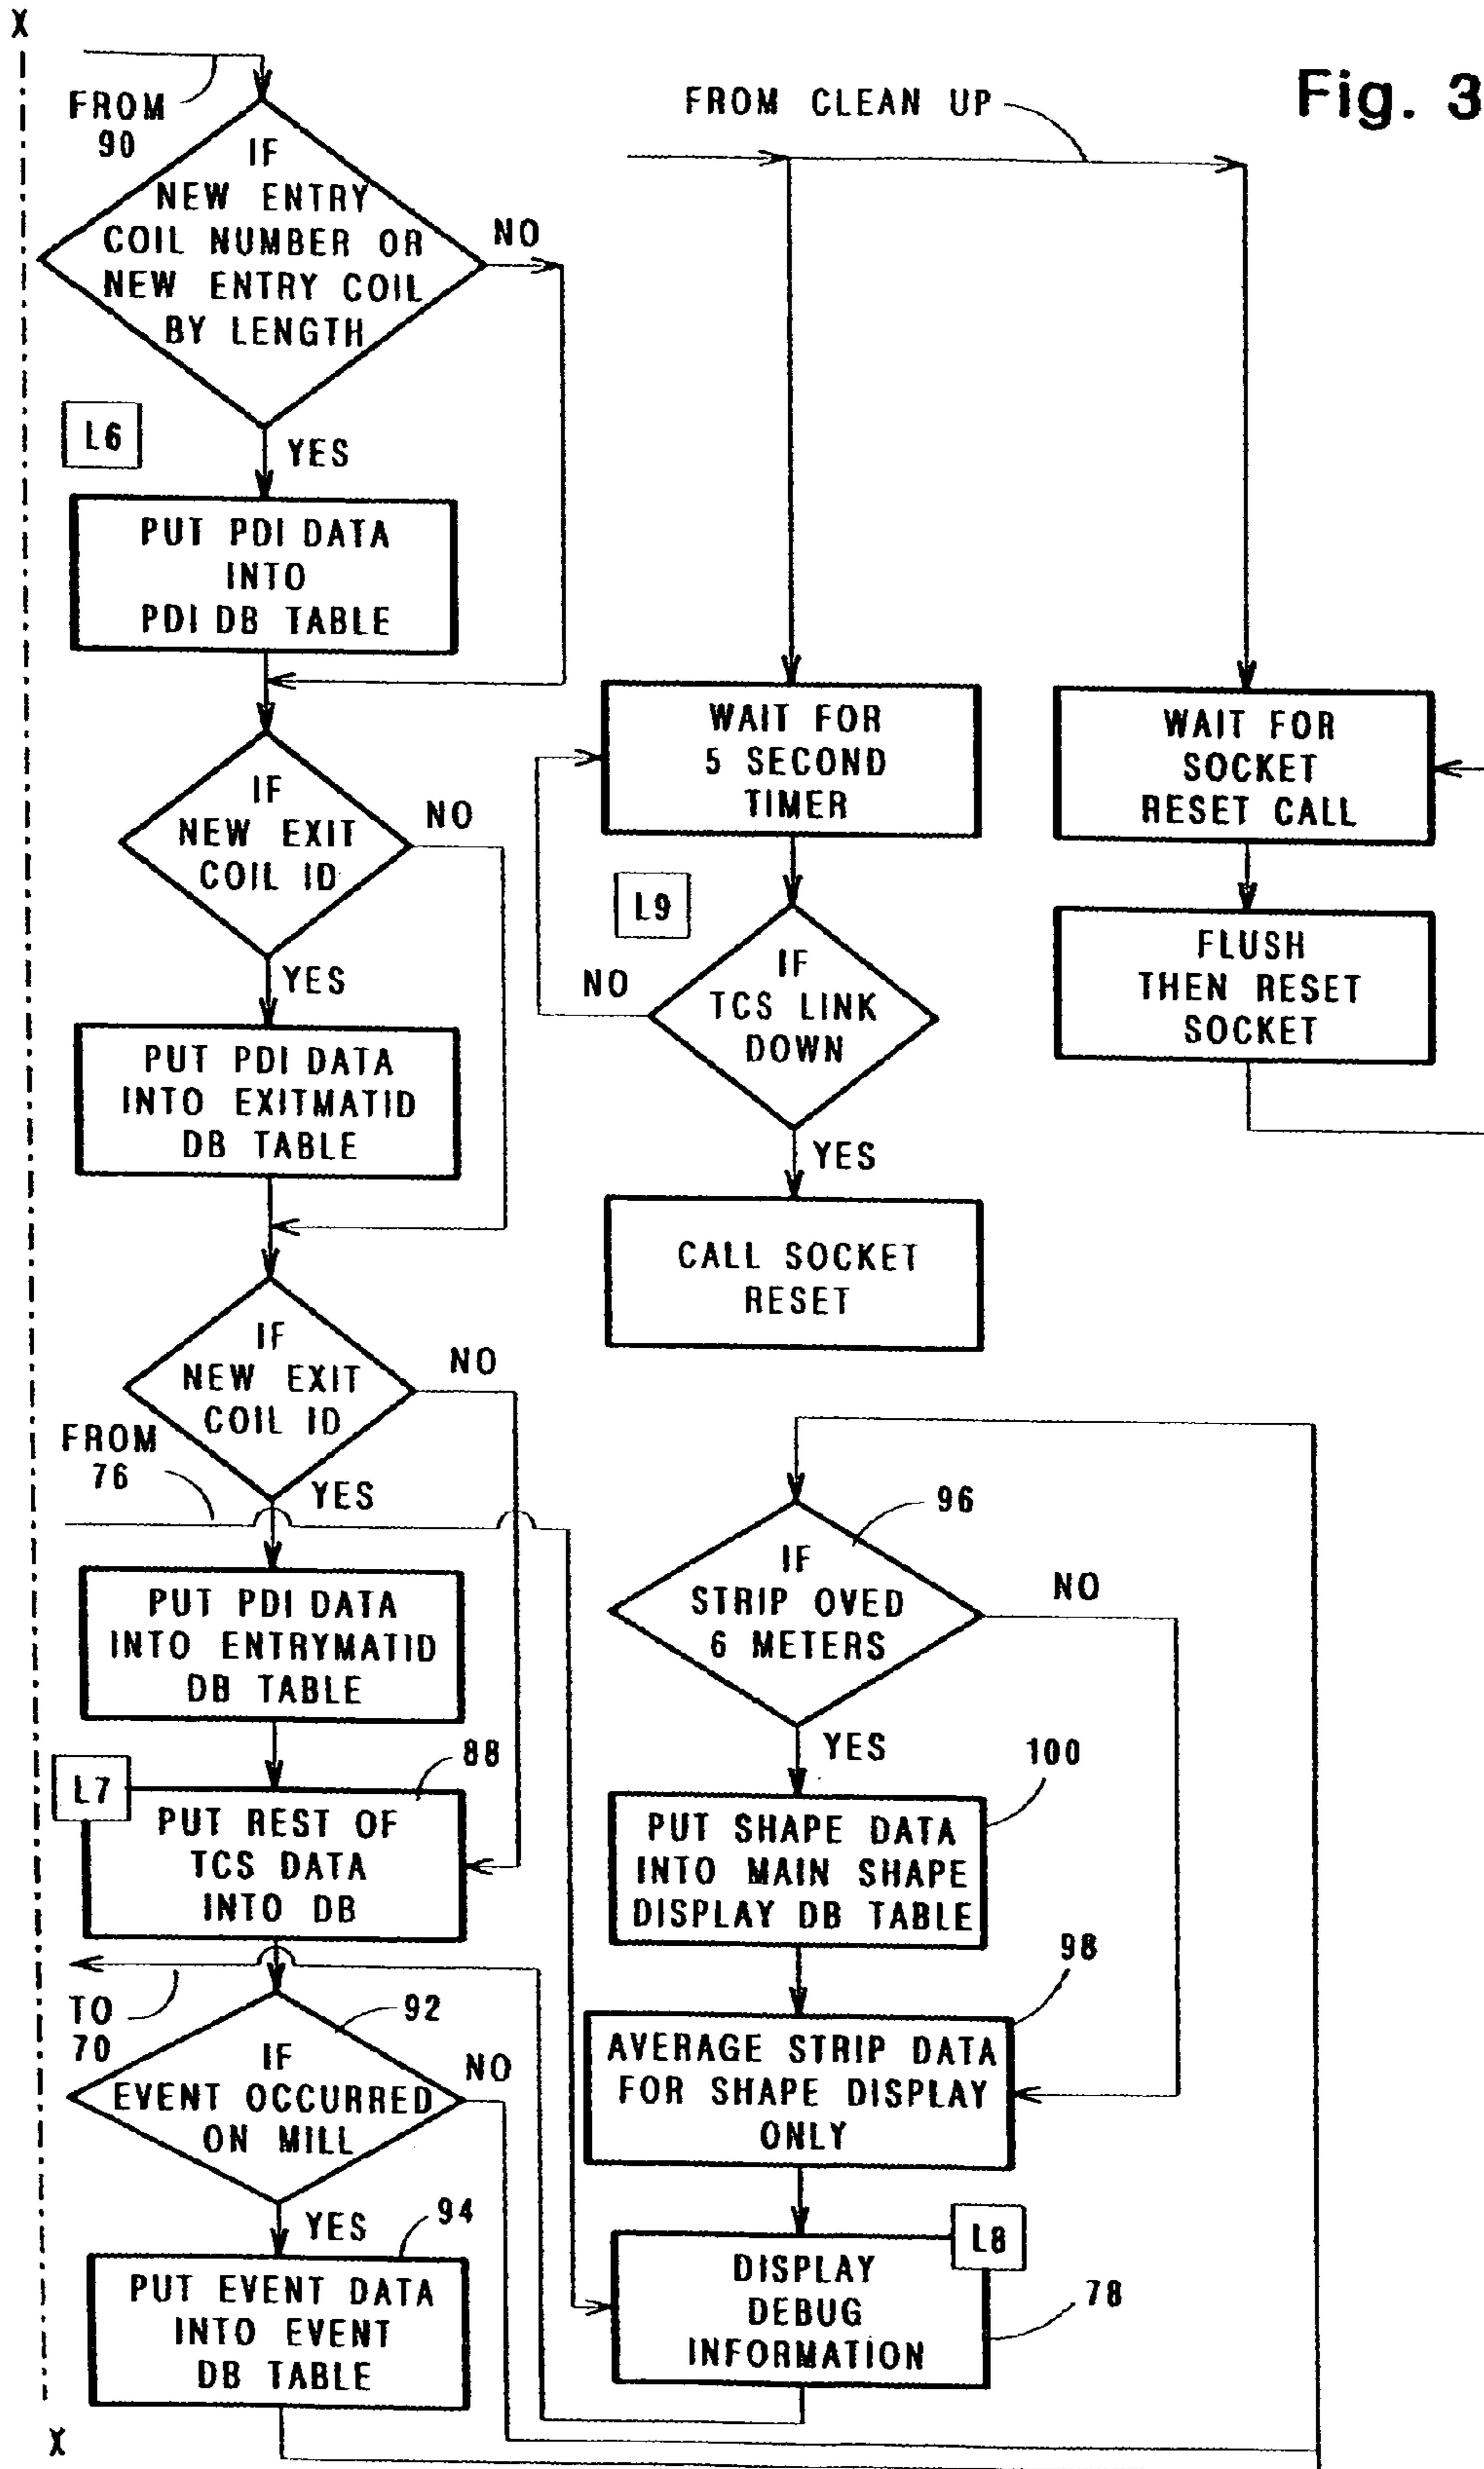 X
FROM
90
IF
NEW ENTRY
COIL NUMBER OR
NEW ENTRY COIL
BY LENGTH
NO
L6
YES
PUT PDI DATA
INTO
PDI DB TABLE
IF
NEW EXIT
COIL ID
NO
YES
PUT PDI DATA
INTO EXITMATID
DB TABLE
IF
NEW EXIT
COIL ID
NO
FROM
76
YES
PUT PDI DATA
INTO ENTRYMATID
DB TABLE
L7
88
PUT REST OF
TCS DATA
INTO DB
TO
70
92
IF
EVENT OCCURRED
ON MILL
NO
YES
94
PUT EVENT DATA
INTO EVENT
DB TABLE
X
FROM CLEAN UP
Fig. 3
WAIT FOR
5 SECOND
TIMER
L9
IF
TCS LINK
DOWN
NO
YES
CALL SOCKET
RESET
WAIT FOR
SOCKET
RESET CALL
FLUSH
THEN RESET
SOCKET
96
IF
STRIP OVED
6 METERS
NO
YES
100
PUT SHAPE DATA
INTO MAIN SHAPE
DISPLAY DB TABLE
98
AVERAGE STRIP DATA
FOR SHAPE DISPLAY
ONLY
L8
DISPLAY
DEBUG
INFORMATION
78